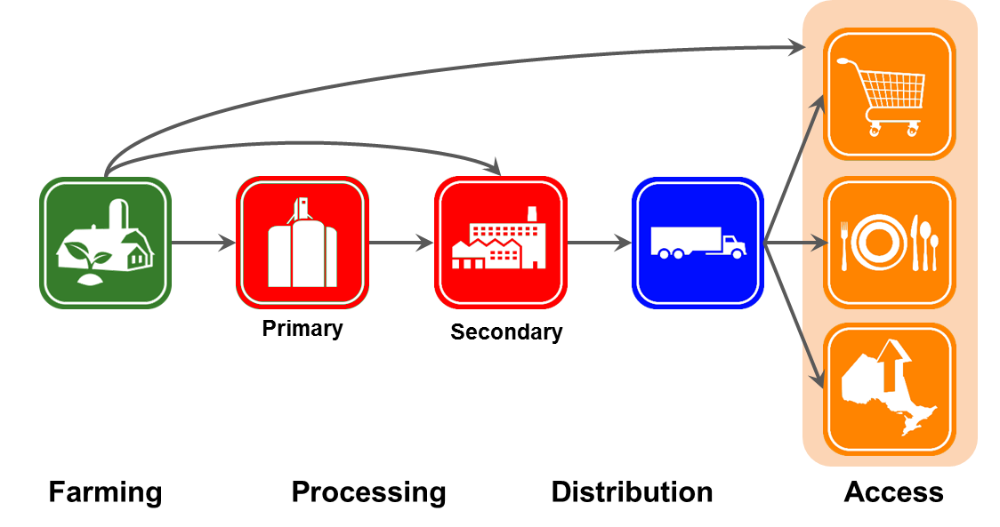 Primary
Secondary
Farming
Processing
Distribution
Access